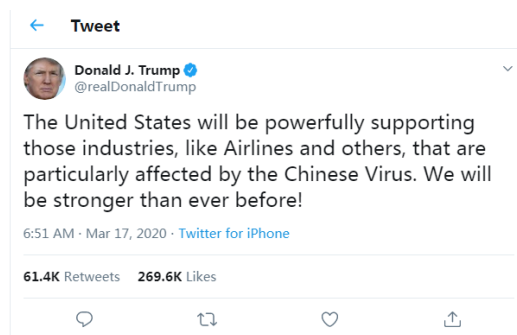 Tweet
Donald J. Trump
@realDonaldTrump
The United States will be powerfully supporting
those industries, like Airlines and others, that are
particularly affected by the Chinese Virus. We will
be stronger than ever before!
6:51 AM · Mar 17, 2020 · Twitter for iPhone
61.4K Retweets 269.6K Likes